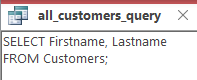 all_customers_query
SELECT Firstname, Lastname
FROM Customers;